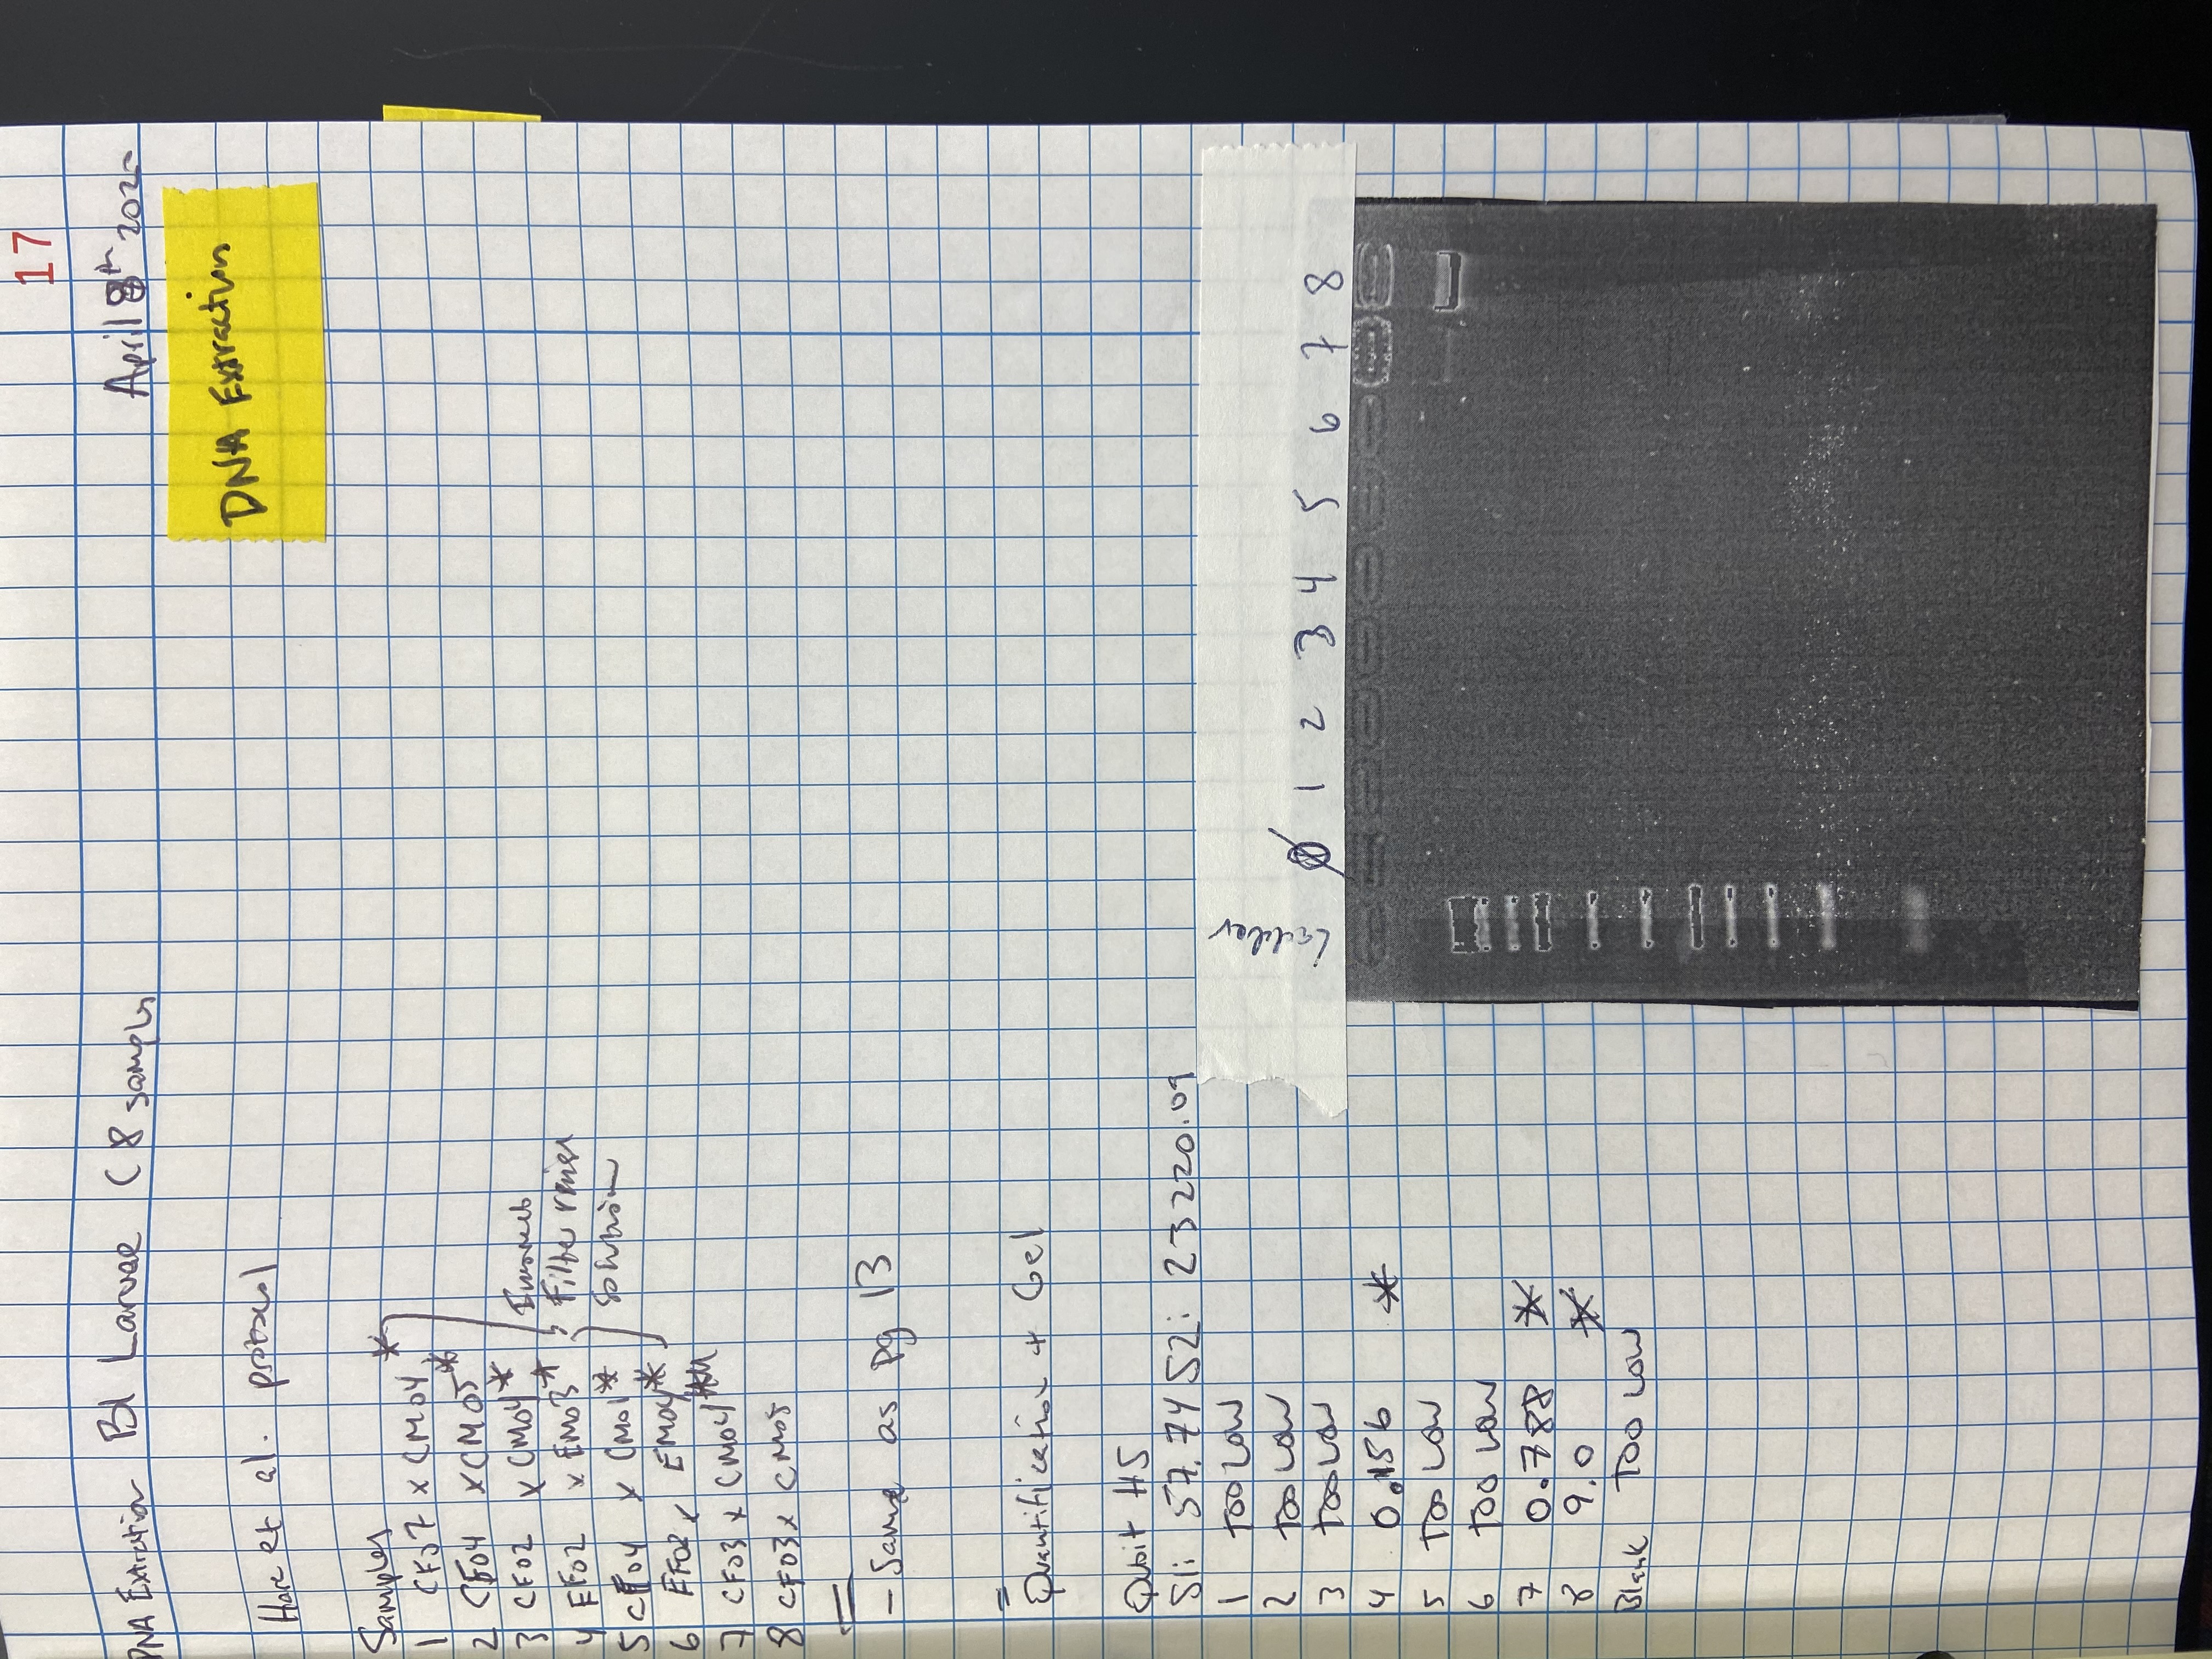 17
DNA Extraction Bl Larvae (8 samples
April 8th 202
DNA Extraction
Hare et al. protocol
Samples
1 CF07 x CM04 *
2 CF04 x CM05 *
3 CF02 x CM04 *
4 EF02 x EM03 *
5 CF04 x CM01 *
6 EF02 x EM04 *
7 CF03 x CM04
8 CF03 x CM05
Filter rinse
solution
- Same as pg 13
Quantification + Gel
Qubit HS
S1: 57.74 S2: 23220.09
1 too low
2 too low
3 too low
4 0.156 *
5 Too Low
6 too low
7 0.788 *
8 9.0 *
Blank Too Low
Ladder 1 2 3 4 5 6 7 8